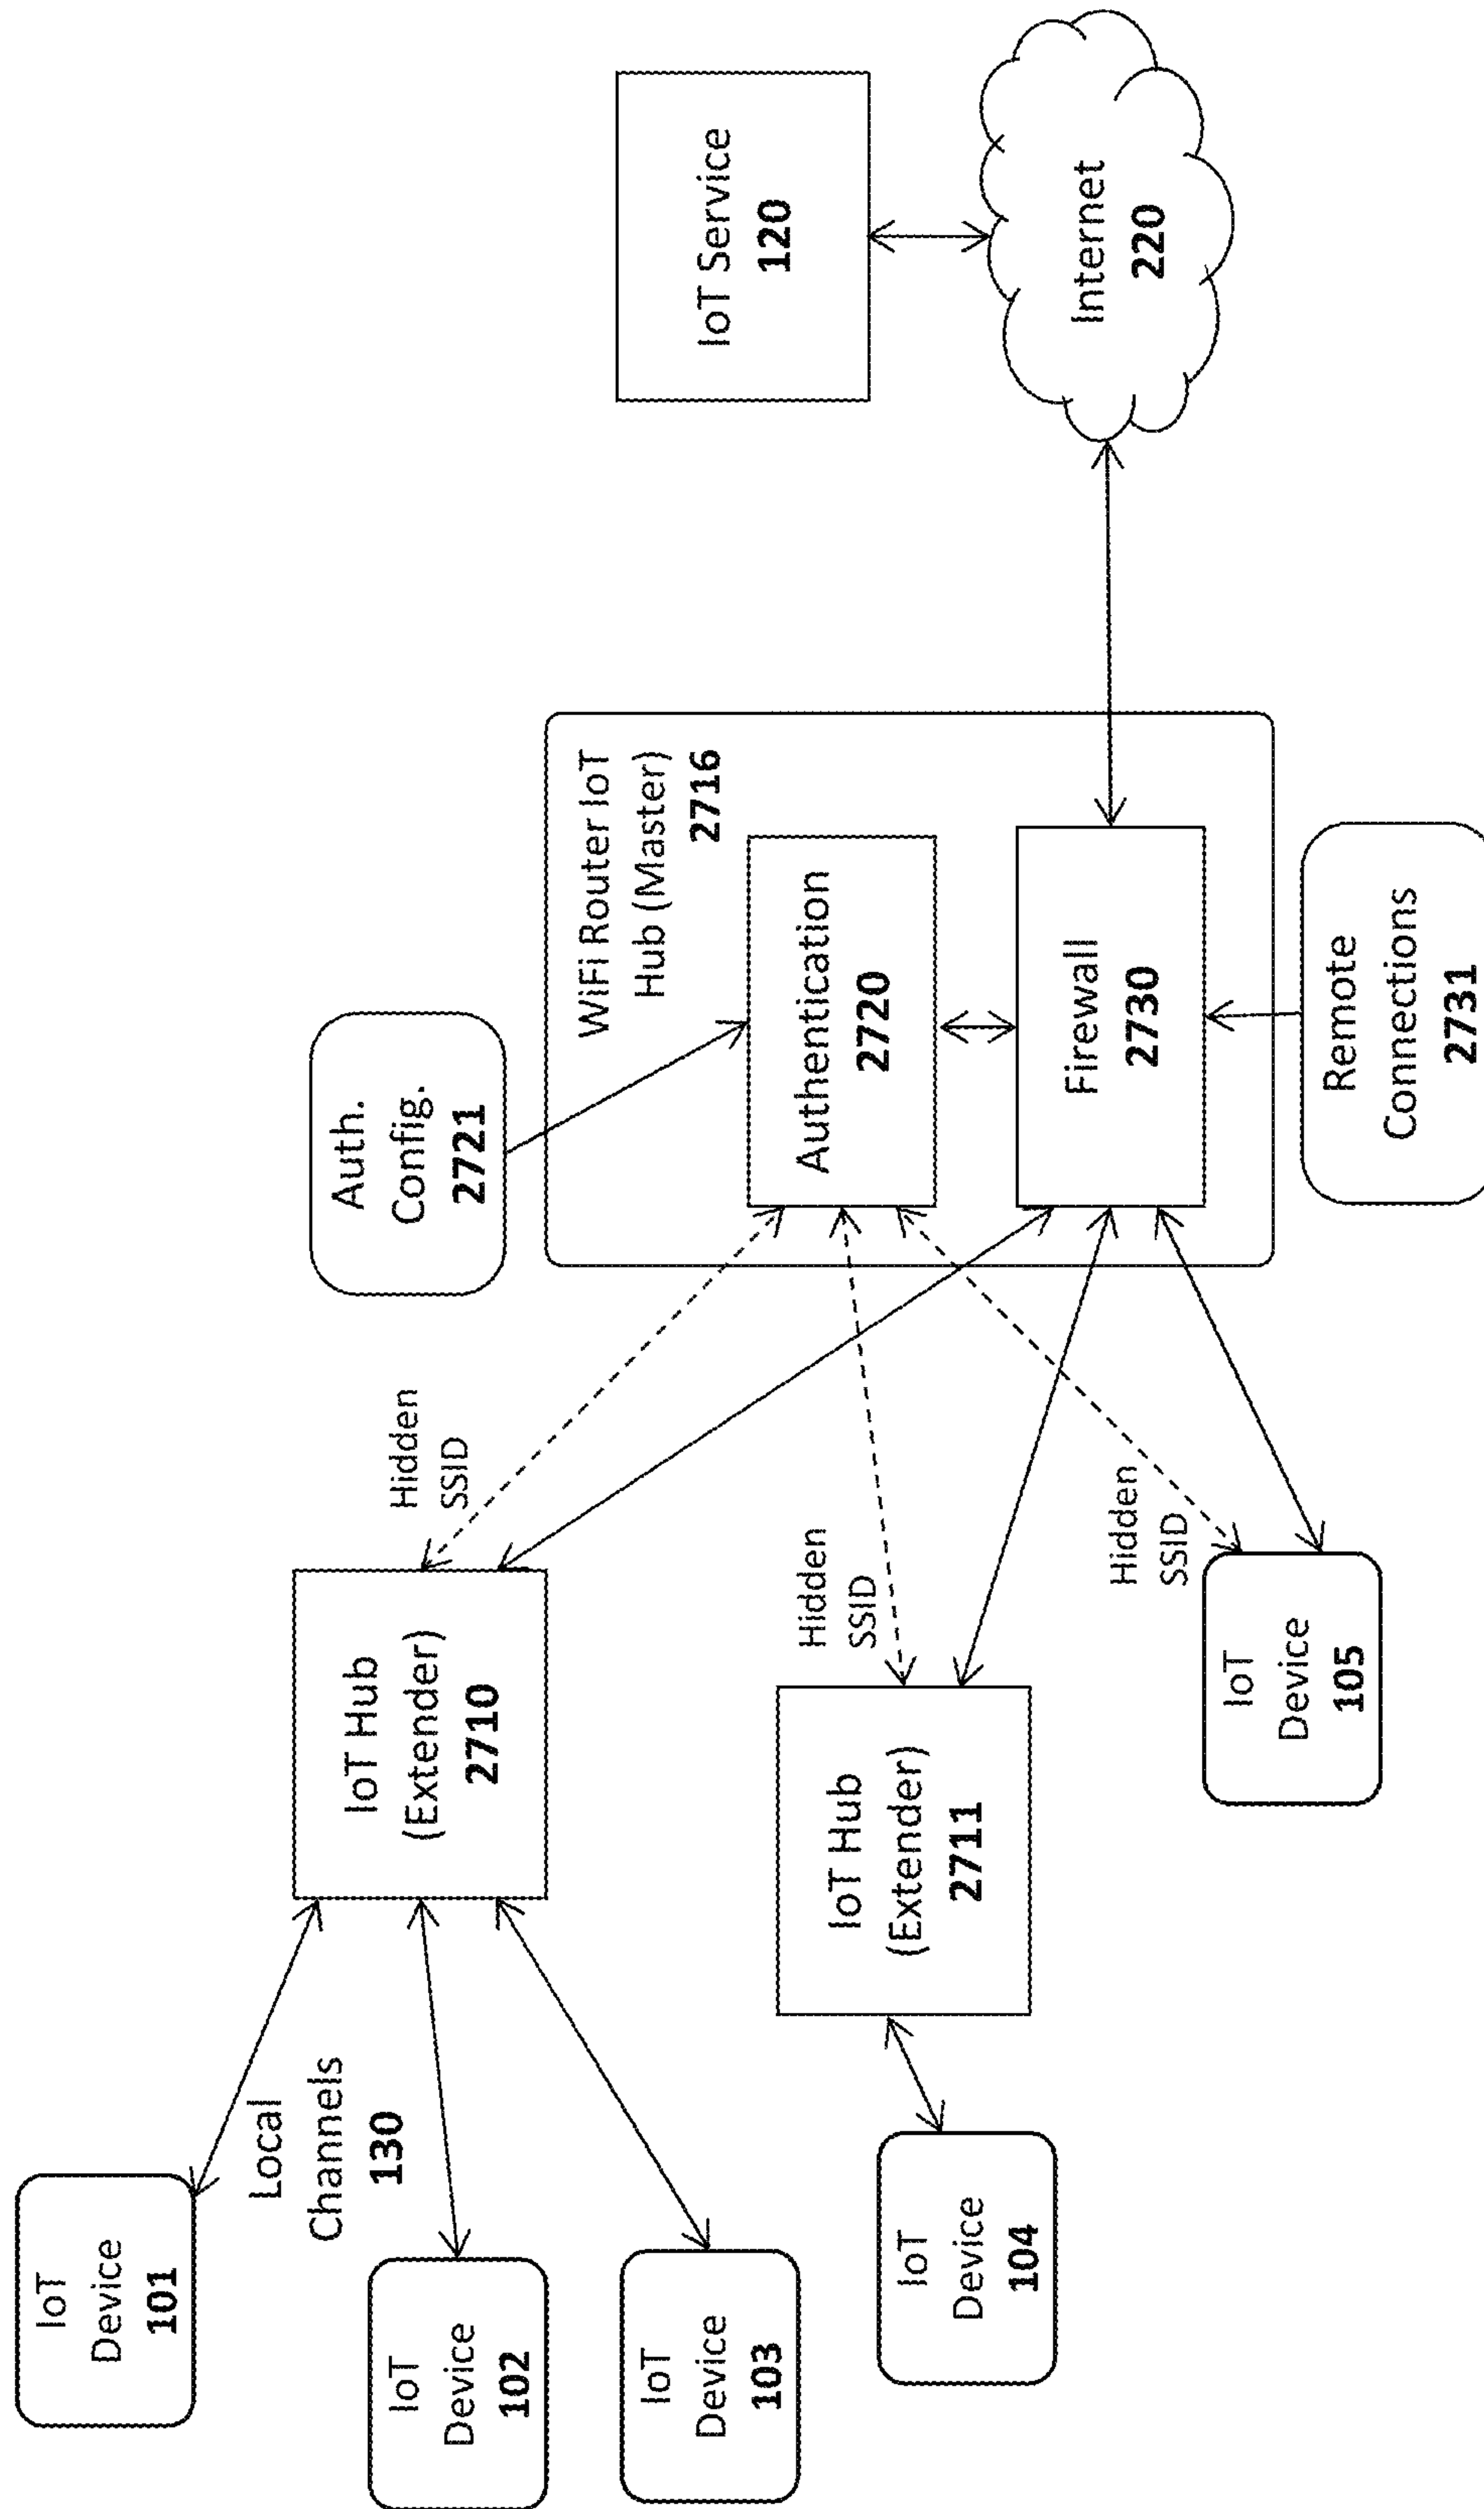 IoT
Device
101
Local
Channels
130
IoT
Device
102
IoT
Device
103
IoT
Device
104
IoT Hub
(Extender)
2710
IoT Hub
(Extender)
2711
IoT
Device
105
Hidden
SSID
Hidden
SSID
Hidden
SSID
Auth.
Config.
2721
WiFi Router IoT
Hub (Master)
2716
Authentication
2720
Firewall
2730
Remote
Connections
2731
IoT Service
120
Internet
220